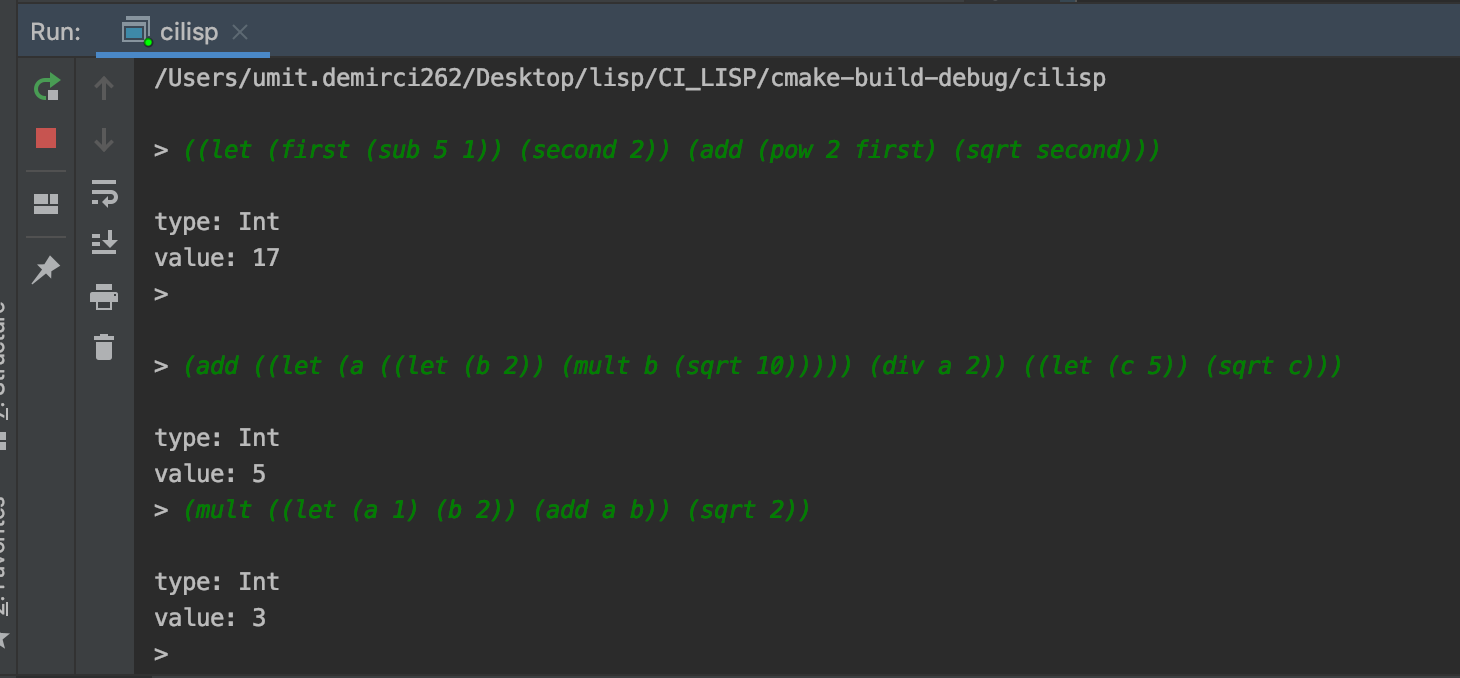 Run: cilisp
/Users/umit.demirci262/Desktop/lisp/CI_LISP/cmake-build-debug/cilisp
> ((let (first (sub 5 1)) (second 2)) (add (pow 2 first) (sqrt second)))
type: Int
value: 17
>
> (add ((let (a ((let (b 2)) (mult b (sqrt 10))))) (div a 2)) ((let (c 5)) (sqrt c)))
type: Int
value: 5
> (mult ((let (a 1) (b 2)) (add a b)) (sqrt 2))
type: Int
value: 3
>